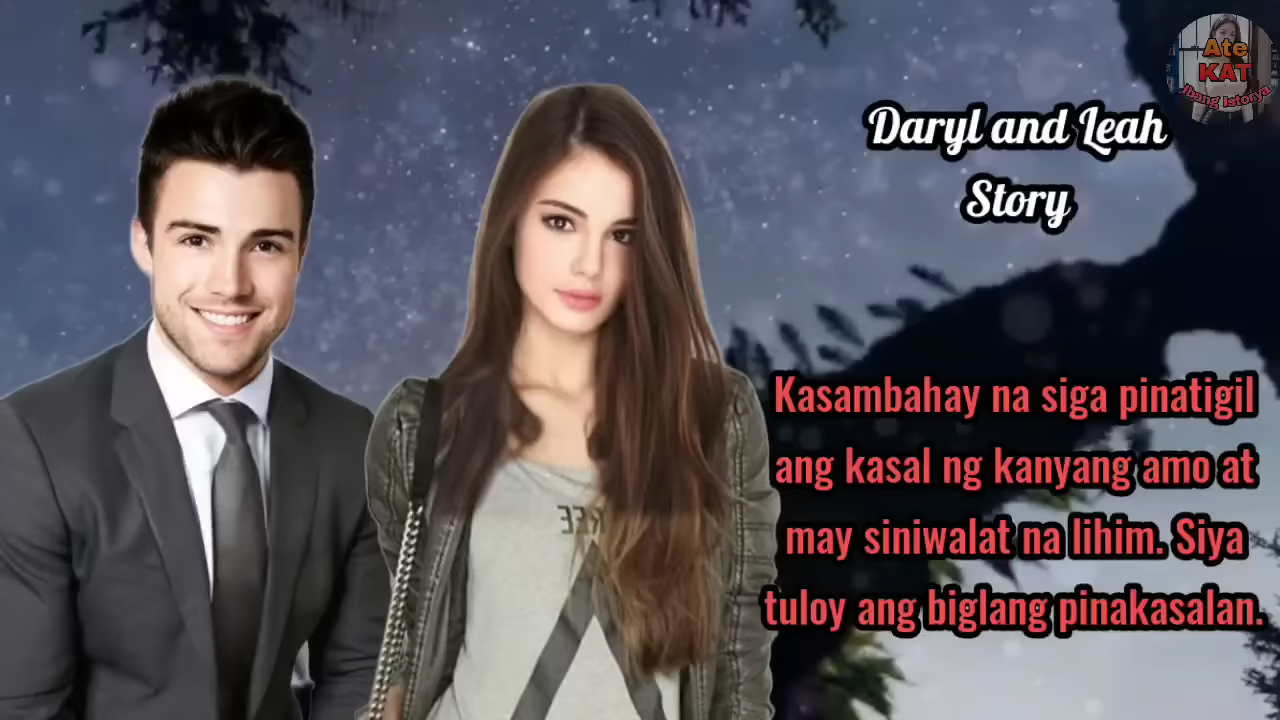 Ate
KAT
Ibang Istorya
Daryl and Leah
Story
Kasambahay na siga pinatigil
ang kasal ng kanyang amo at
may siniwalat na lihim. Siya
tuloy ang biglang pinakasalan.